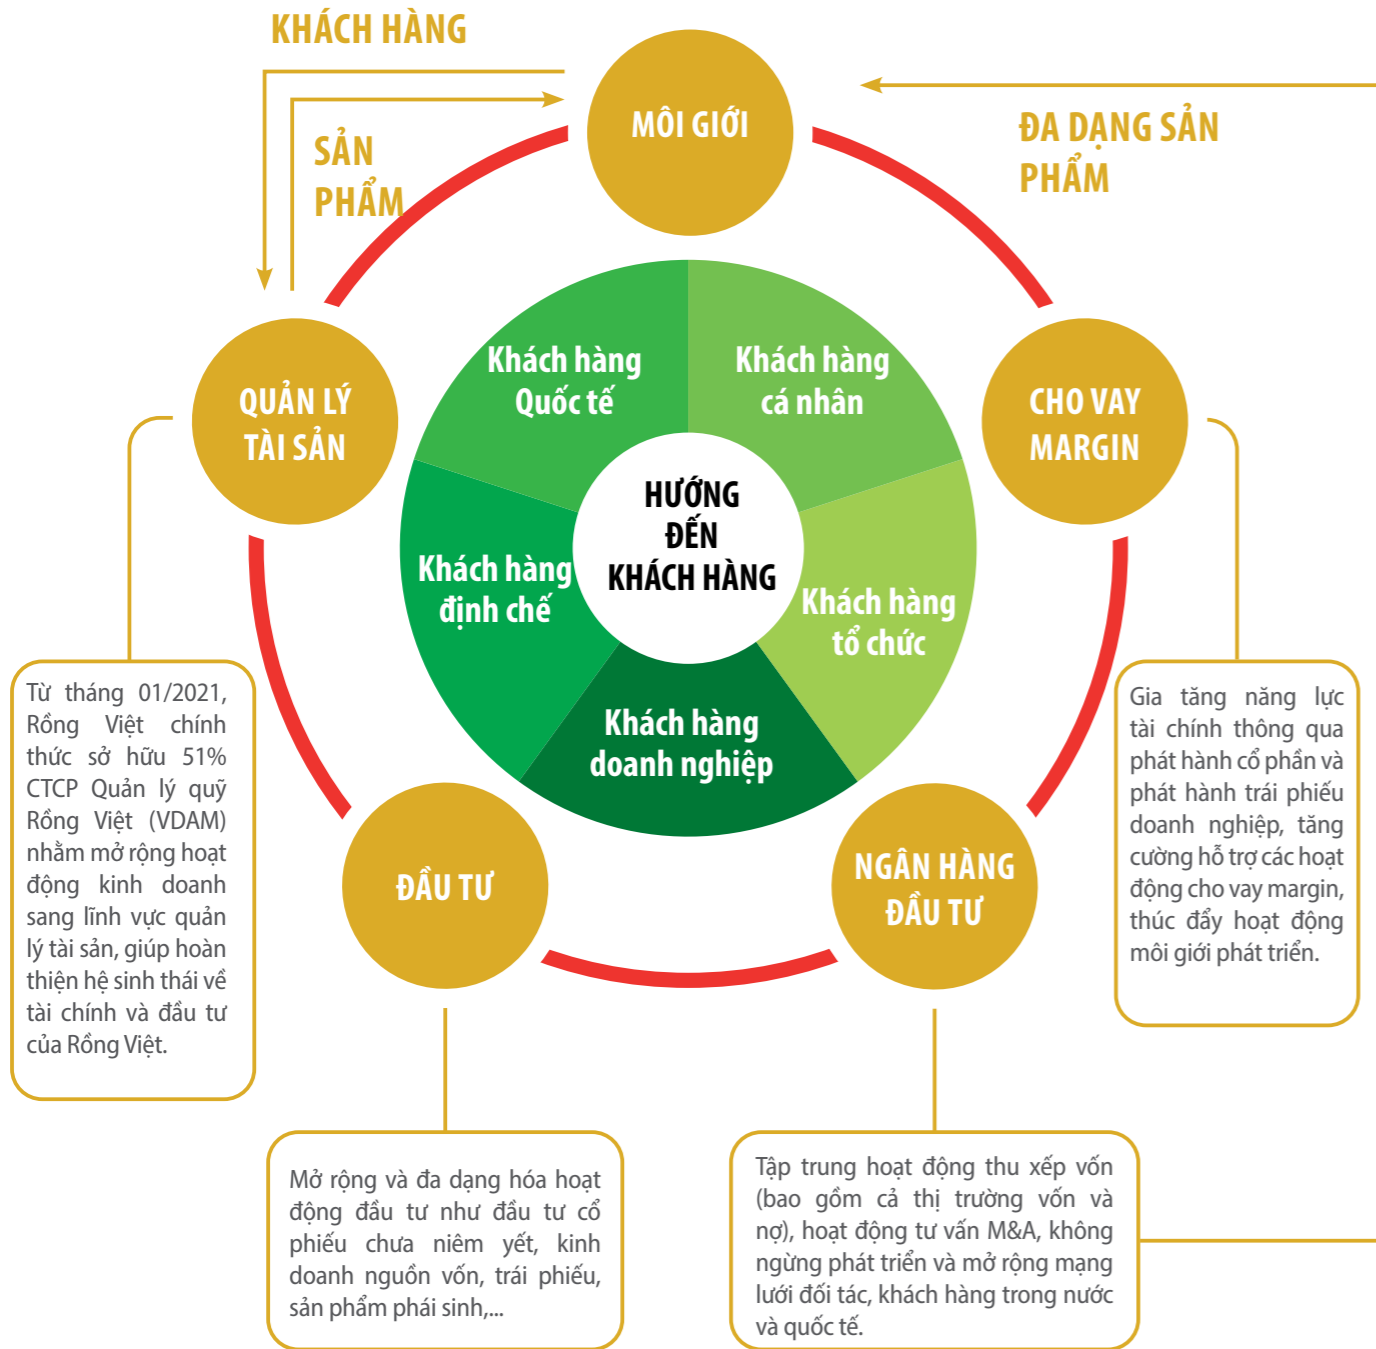 KHÁCH HÀNG
SẢN
PHẨM
MÔI GIỚI
ĐA DẠNG SẢN
PHẨM
QUẢN LÝ
TÀI SẢN
Khách hàng
Quốc tế
Khách hàng
cá nhân
CHO VAY
MARGIN
HƯỚNG
ĐẾN
KHÁCH HÀNG
Khách hàng
định chế
Khách hàng
tổ chức
Khách hàng
doanh nghiệp
ĐẦU TƯ
NGÂN HÀNG
ĐẦU TƯ
Từ tháng 01/2021,
Rồng Việt chính
thức sở hữu 51%
CTCP Quản lý quỹ
Rồng Việt (VDAM)
nhằm mở rộng hoạt
động kinh doanh
sang lĩnh vực quản
lý tài sản, giúp hoàn
thiện hệ sinh thái về
tài chính và đầu tư
của Rồng Việt.
Gia tăng năng lực
tài chính thông qua
phát hành cổ phần và
phát hành trái phiếu
doanh nghiệp, tăng
cường hỗ trợ các hoạt
động cho vay margin,
thúc đẩy hoạt động
môi giới phát triển.
Mở rộng và đa dạng hóa hoạt
động đầu tư như đầu tư cổ
phiếu chưa niêm yết, kinh
doanh nguồn vốn, trái phiếu,
sản phẩm phái sinh,...
Tập trung hoạt động thu xếp vốn
(bao gồm cả thị trường vốn và
nợ), hoạt động tư vấn M&A, không
ngừng phát triển và mở rộng mạng
lưới đối tác, khách hàng trong nước
và quốc tế.